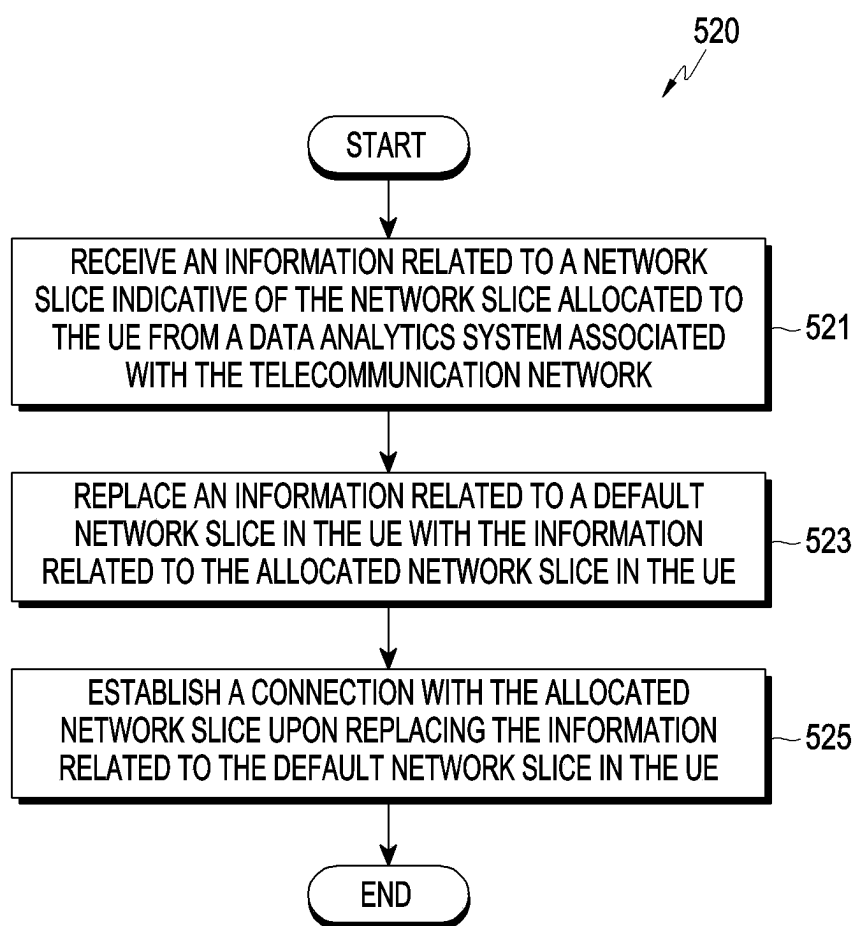 520
START
RECEIVE AN INFORMATION RELATED TO A NETWORK
SLICE INDICATIVE OF THE NETWORK SLICE ALLOCATED TO
THE UE FROM A DATA ANALYTICS SYSTEM ASSOCIATED
WITH THE TELECOMMUNICATION NETWORK
521
REPLACE AN INFORMATION RELATED TO A DEFAULT
NETWORK SLICE IN THE UE WITH THE INFORMATION
RELATED TO THE ALLOCATED NETWORK SLICE IN THE UE
523
ESTABLISH A CONNECTION WITH THE ALLOCATED
NETWORK SLICE UPON REPLACING THE INFORMATION
RELATED TO THE DEFAULT NETWORK SLICE IN THE UE
525
END